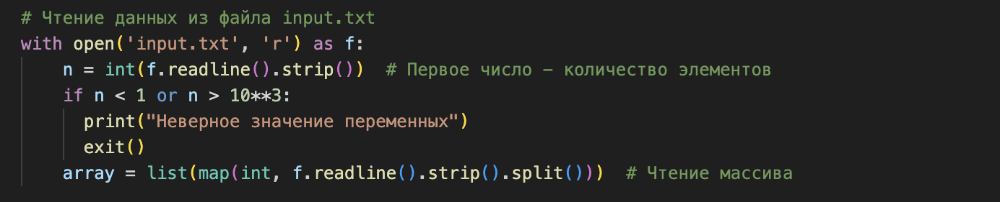 # Чтение данных из файла input.txt
with open('input.txt', 'r') as f:
    n = int(f.readline().strip())  # Первое число – количество элементов
    if n < 1 or n > 10**3:
      print("Неверное значение переменных")
      exit()
    array = list(map(int, f.readline().strip().split()))  # Чтение массива